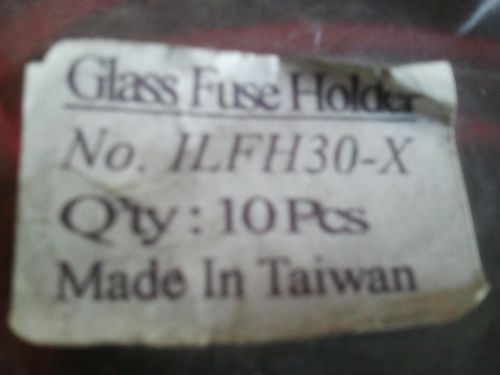 Glass Fuse Holder
No. ILFH30-X
Q'ty : 10 Pcs
Made In Taiwan